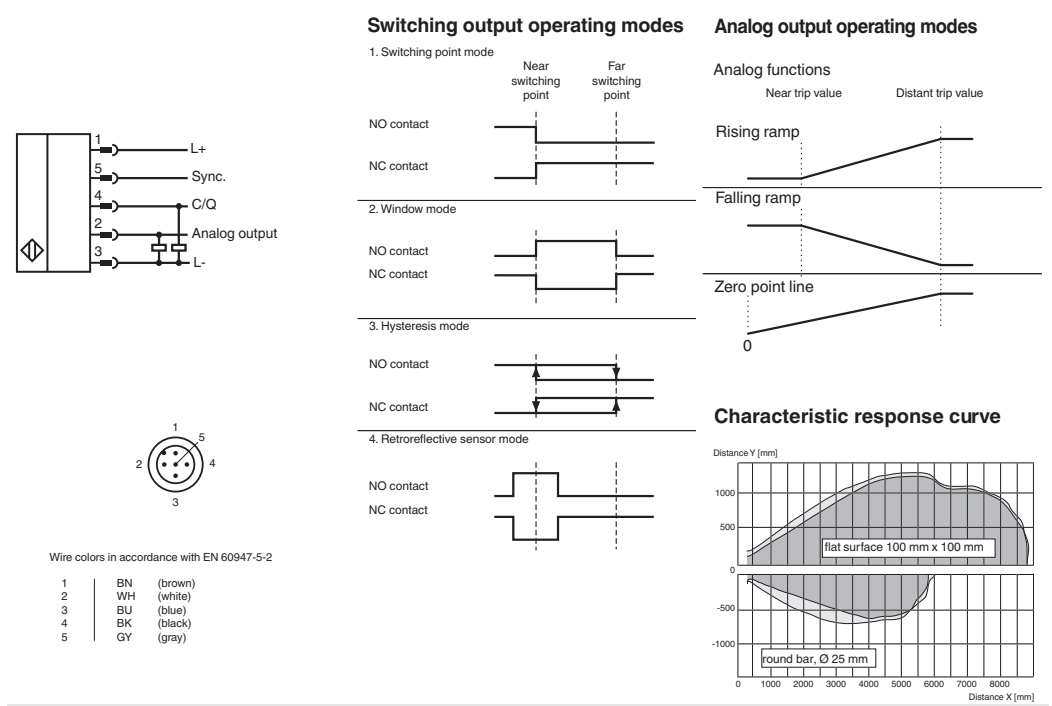 Switching output operating modes
Analog output operating modes
1. Switching point mode
Near switching point
Far switching point
NO contact
NC contact
2. Window mode
NO contact
NC contact
3. Hysteresis mode
NO contact
NC contact
4. Retroreflective sensor mode
NO contact
NC contact
Analog functions
Near trip value
Distant trip value
Rising ramp
Falling ramp
Zero point line
0
1
L+
5
Sync.
4
C/Q
2
Analog output
3
L-
1
5
2
4
3
Wire colors in accordance with EN 60947-5-2
1 BN (brown)
2 WH (white)
3 BU (blue)
4 BK (black)
5 GY (gray)
Characteristic response curve
Distance Y [mm]
1000
500
flat surface 100 mm x 100 mm
0
-500
-1000
round bar, Ø 25 mm
0 1000 2000 3000 4000 5000 6000 7000 8000
Distance X [mm]